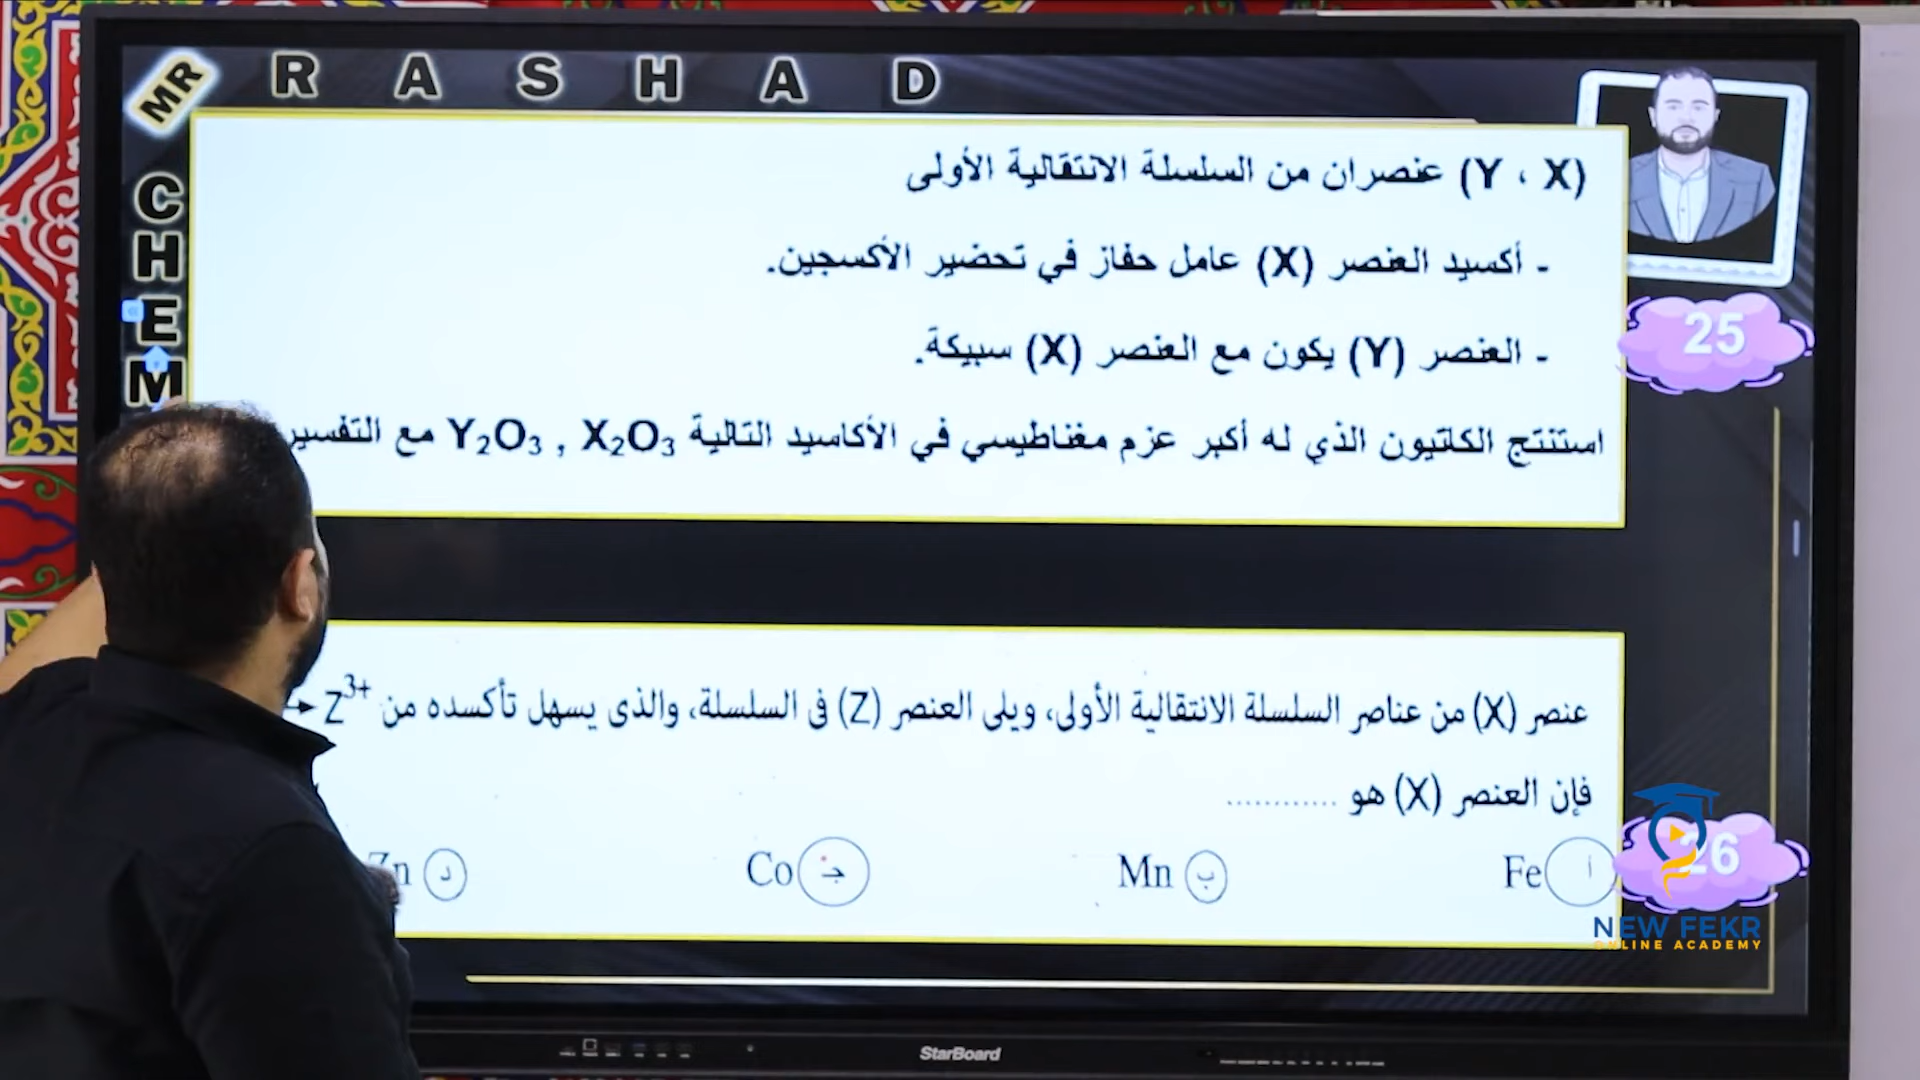 MR RASHAD
CHEM
(Y ، X) عنصران من السلسلة الانتقالية الأولى
- أكسيد العنصر (X) عامل حفاز في تحضير الأكسجين.
- العنصر (Y) يكون مع العنصر (X) سبيكة.
استنتج الكاتيون الذي له أكبر عزم مغناطيسي في الأكاسيد التالية Y₂O₃ , X₂O₃ مع التفسير
25
عنصر (X) من عناصر السلسلة الانتقالية الأولى، ويلى العنصر (Z) فى السلسلة، والذى يسهل تأكسده من Z³⁺
فإن العنصر (X) هو ............
أ Fe
ب Mn
جـ Co
د Zn
26
NEW FEKR
ONLINE ACADEMY
StarBoard